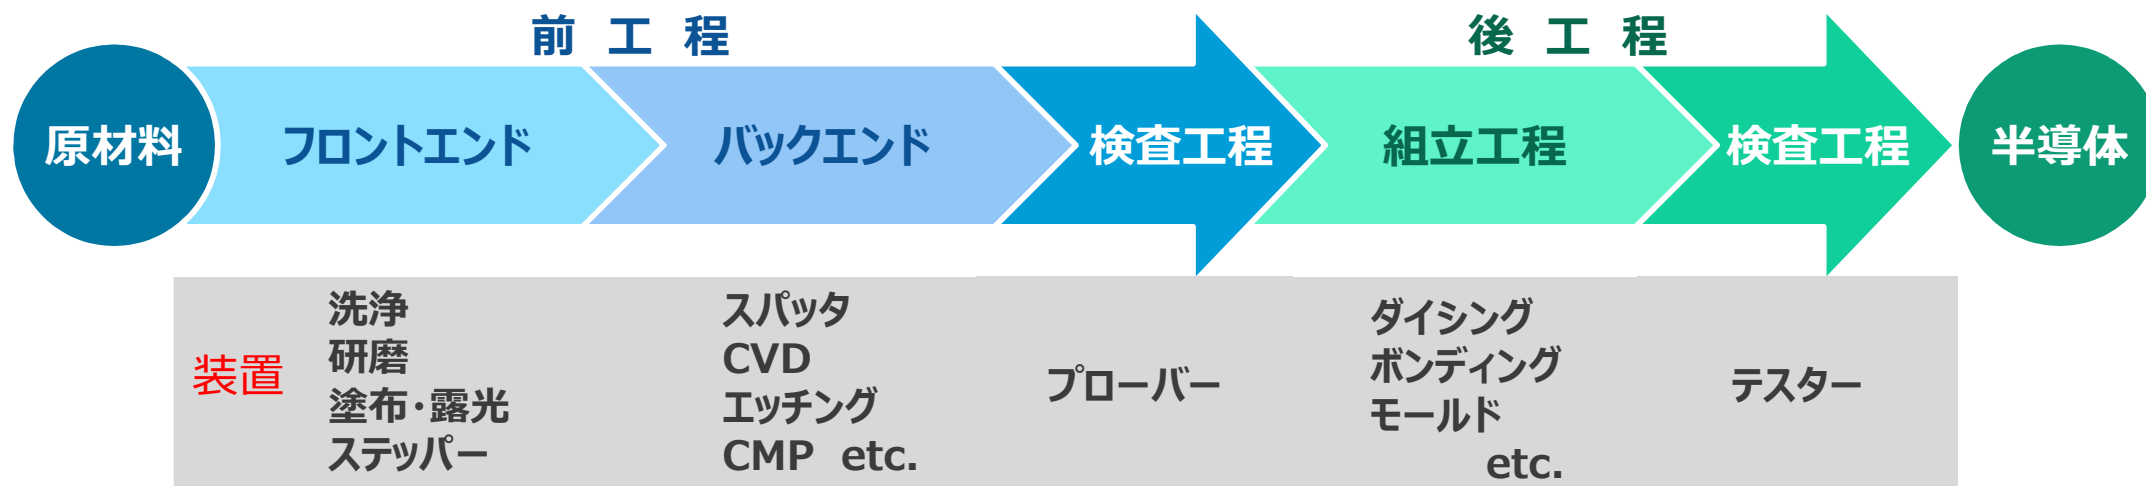 前工程
後工程
原材料
フロントエンド
バックエンド
検査工程
組立工程
検査工程
半導体
装置
洗浄
研磨
塗布・露光
ステッパー
スパッタ
CVD
エッチング
CMP etc.
プローバー
ダイシング
ボンディング
モールド
etc.
テスター